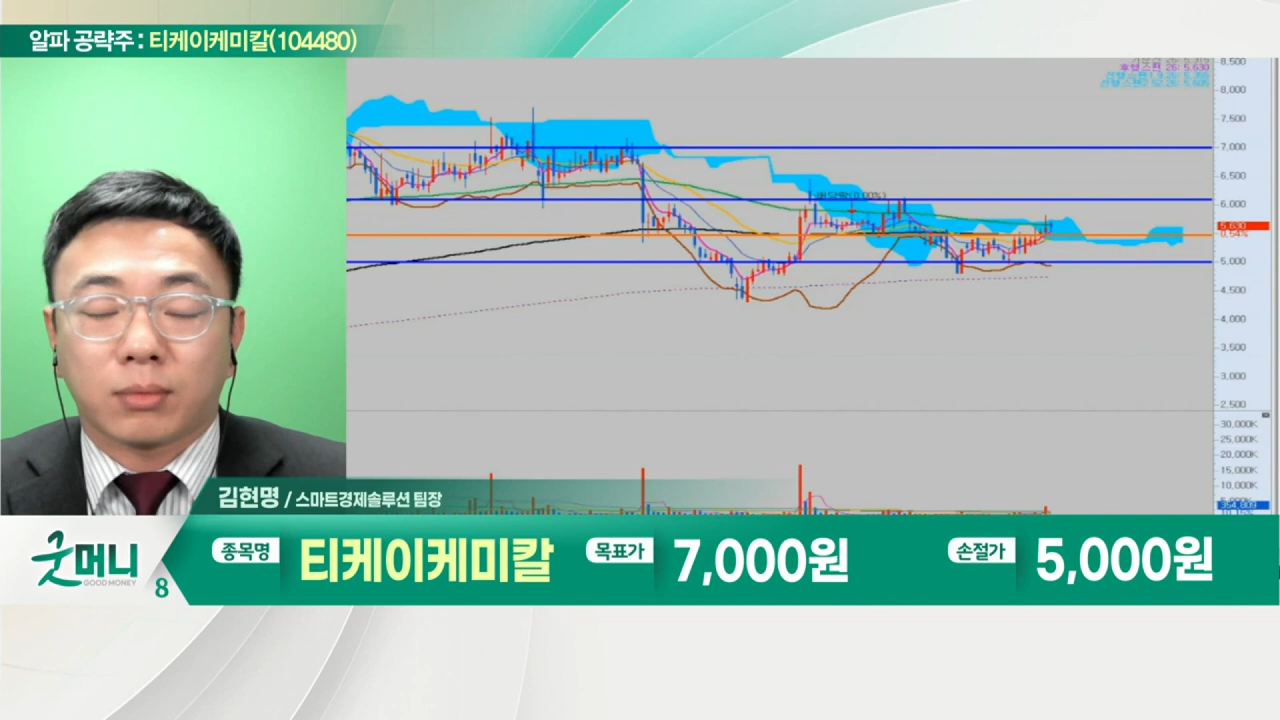 알파 공략주 : 티케이케미칼(104480)
8,500
8,000
7,500
7,000
6,500
6,000
5,630
0.54%
5,000
4,500
4,000
3,500
3,000
2,500
30,000K
25,000K
20,000K
15,000K
10,000K
354,009
김현명 / 스마트경제솔루션 팀장
굿머니
GOOD MONEY
8
종목명
티케이케미칼
목표가
7,000원
손절가
5,000원